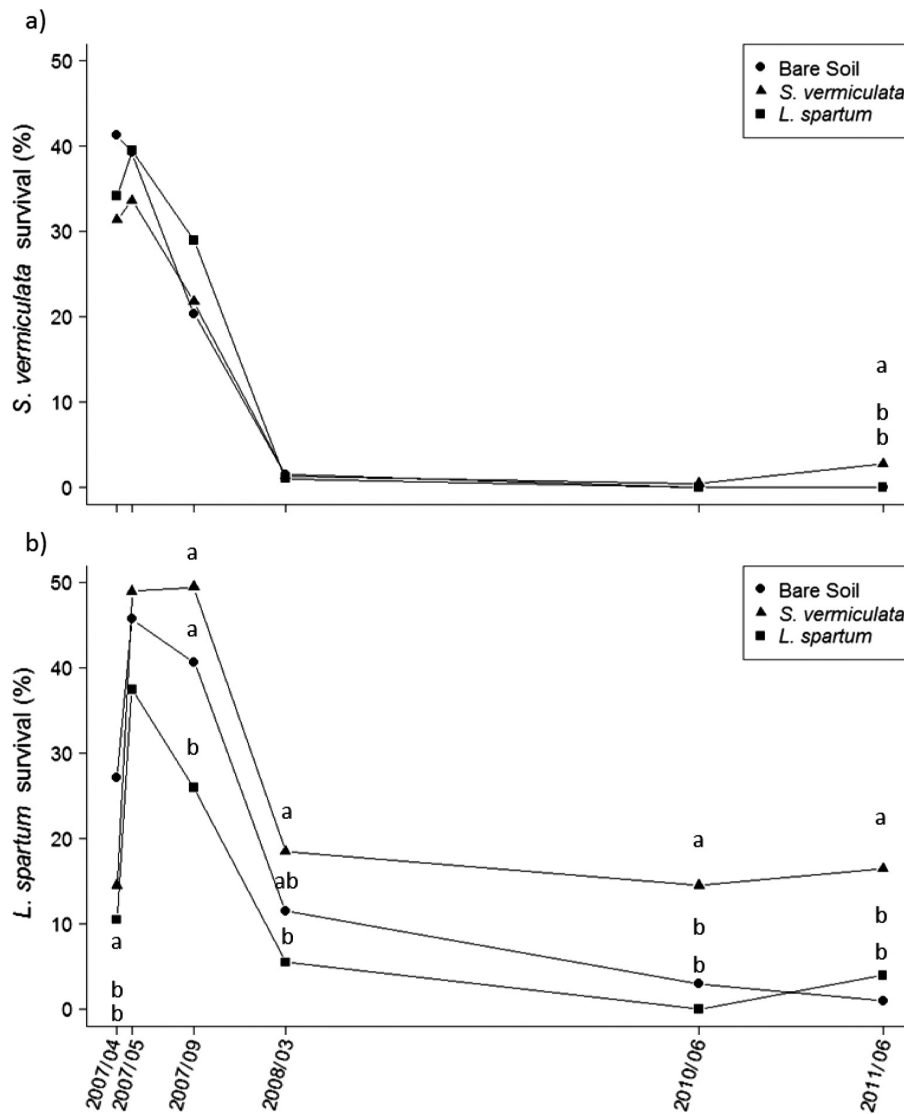 a)
50
40
30
20
10
0
S. vermiculata survival (%)
Bare Soil
S. vermiculata
L. spartum
a
b
b
b)
50
40
30
20
10
0
L. spartum survival (%)
Bare Soil
S. vermiculata
L. spartum
a
a
b
a
ab
b
a
b
b
a
b
b
a
b
b
2007/04
2007/05
2007/09
2008/03
2010/06
2011/06